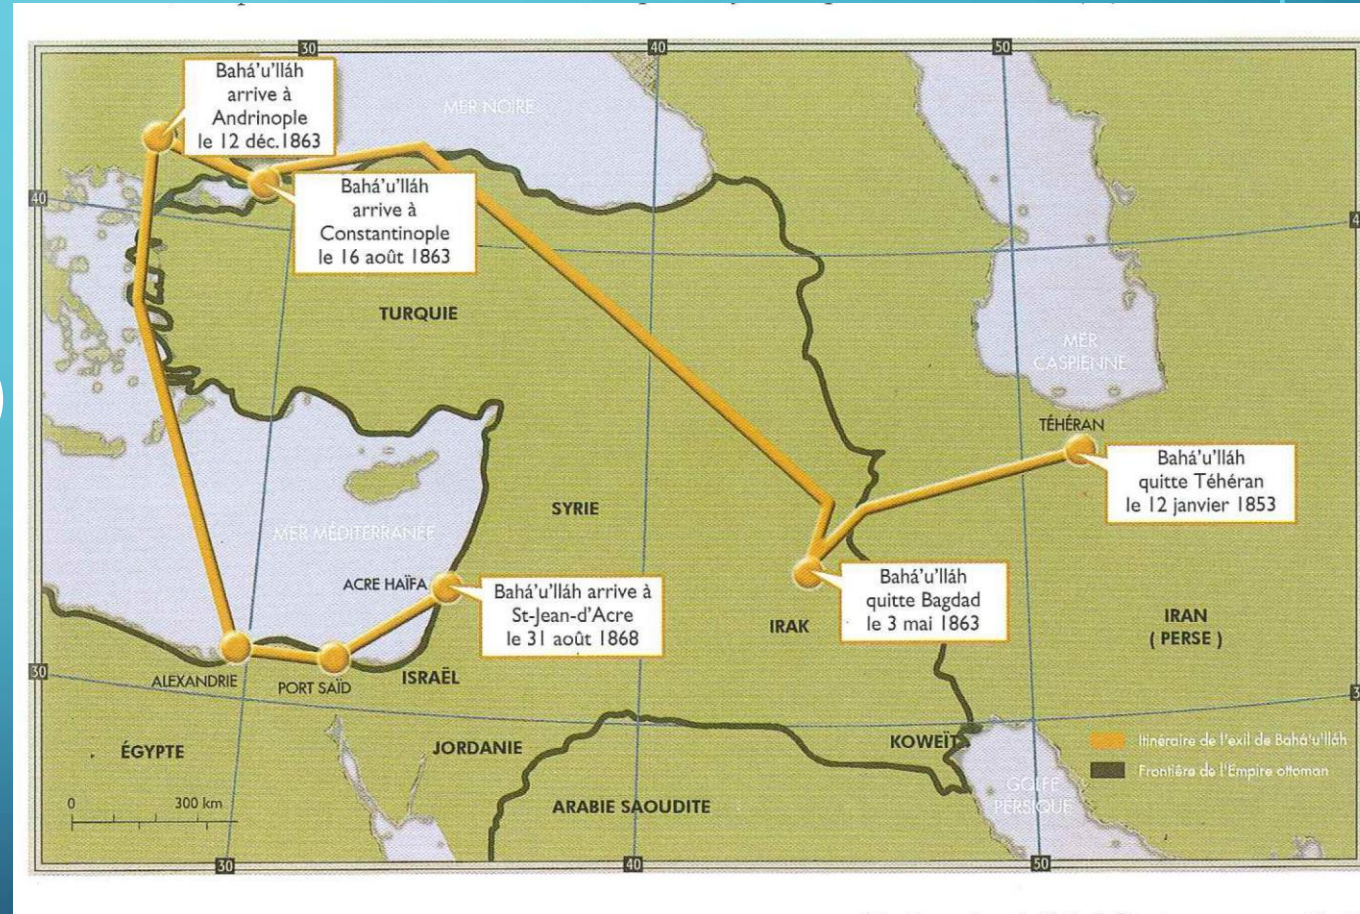 30
40
50
Bahá'u'lláh
arrive à
Andrinople
le 12 déc.1863
MER NOIRE
Bahá'u'lláh
arrive à
Constantinople
le 16 août 1863
40
4
TURQUIE
MER
CASPIENNE
TÉHÉRAN
Bahá'u'lláh
quitte Téhéran
le 12 janvier 1853
SYRIE
MER MÉDITERRANÉE
ACRE HAÏFA
Bahá'u'lláh arrive à
St-Jean-d'Acre
le 31 août 1868
Bahá'u'lláh
quitte Bagdad
le 3 mai 1863
IRAK
IRAN
( PERSE )
30
3
ALEXANDRIE
PORT SAÏD
ISRAËL
ÉGYPTE
JORDANIE
KOWEÏT
Itinéraire de l'exil de Bahá'u'lláh
Frontière de l'Empire ottoman
0
300 km
ARABIE SAOUDITE
GOLFE
PERSIQUE
30
40
50